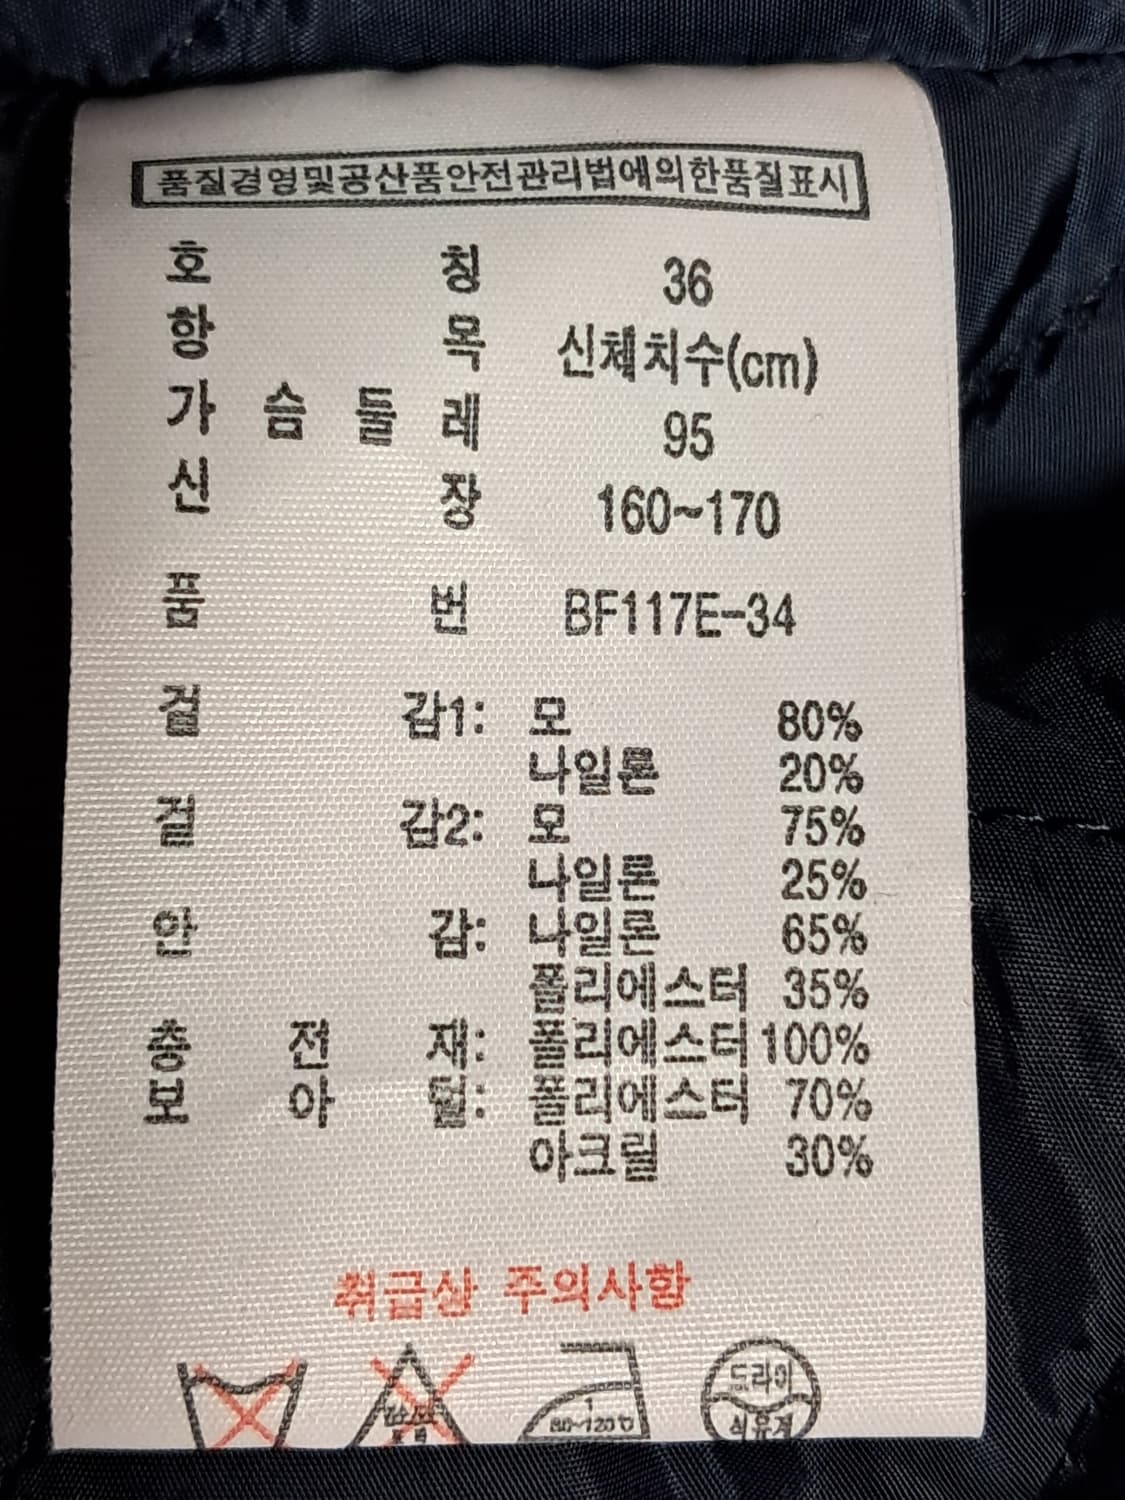 품질경영및공산품안전관리법에의한품질표시
호 칭 36
항 목 신체치수(cm)
가 슴 둘 레 95
신 장 160~170
품 번 BF117E-34
겉 감1: 모 80%
나일론 20%
겉 감2: 모 75%
나일론 25%
안 감: 나일론 65%
폴리에스터 35%
충 전 재: 폴리에스터 100%
모 아 털: 폴리에스터 70%
아크릴 30%
취급상 주의사항
80~120℃
드라이
석유계